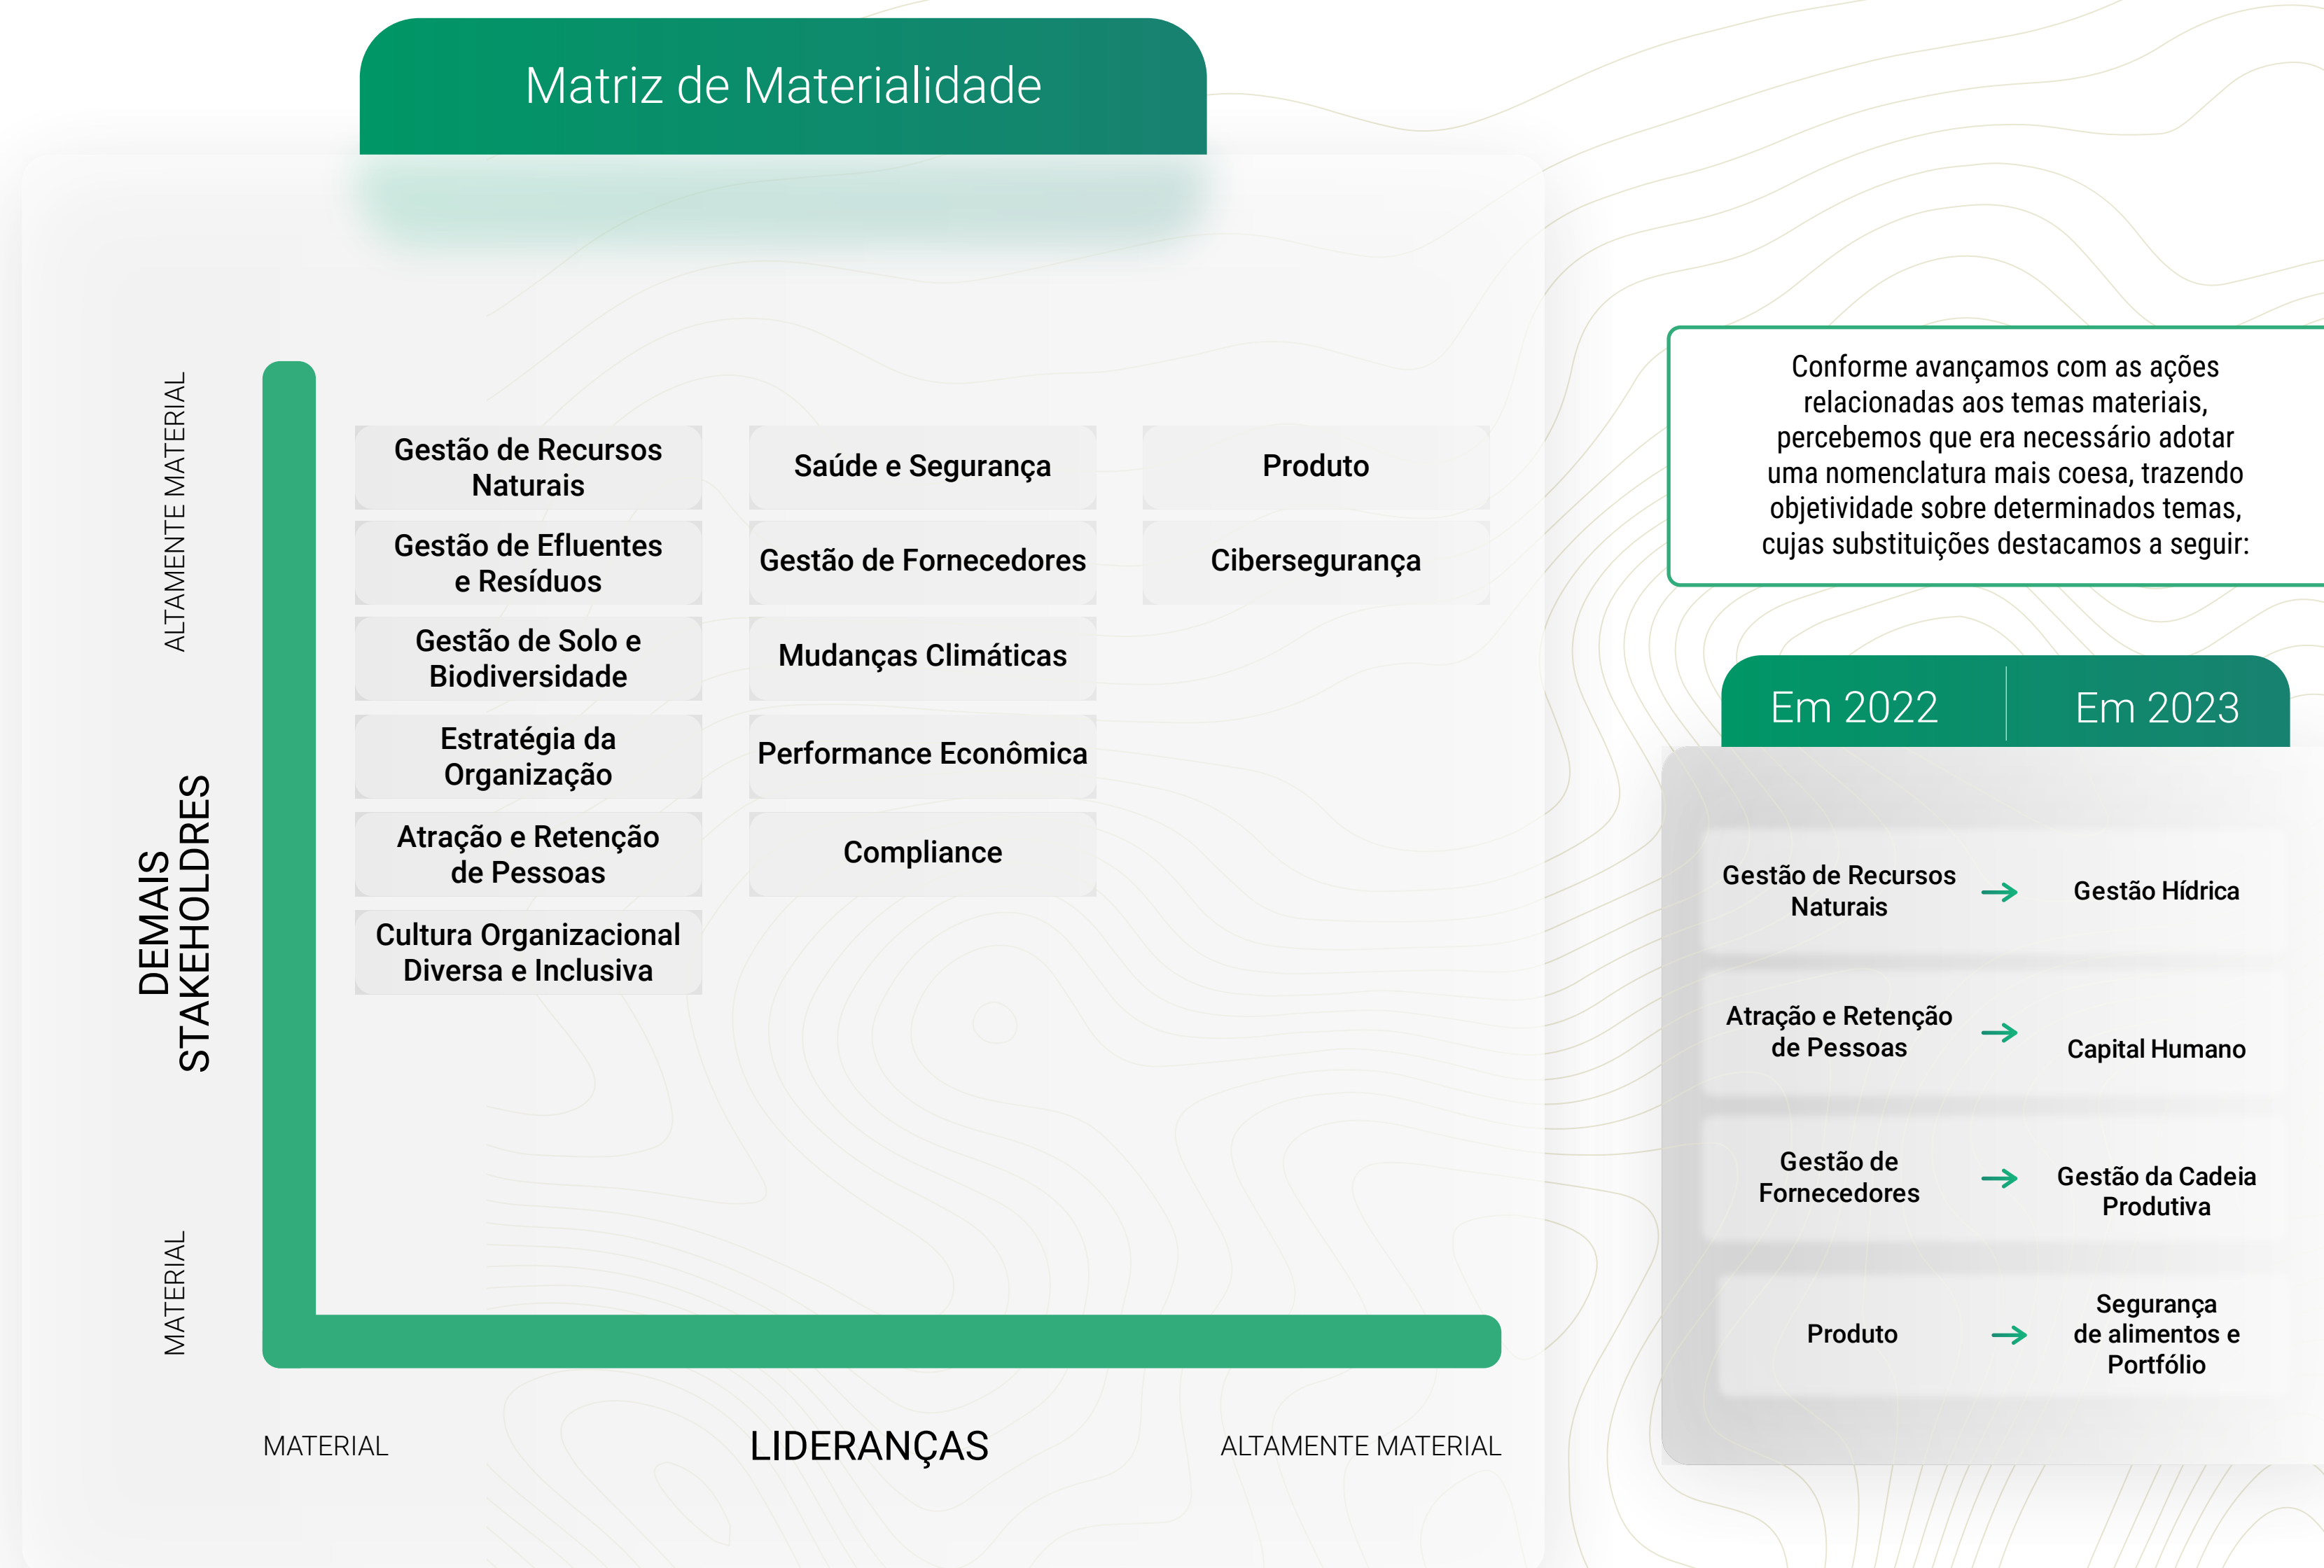 Matriz de Materialidade
ALTAMENTE MATERIAL
DEMAIS
STAKEHOLDRES
MATERIAL
Gestão de Recursos
Naturais
Gestão de Efluentes
e Resíduos
Gestão de Solo e
Biodiversidade
Estratégia da
Organização
Atração e Retenção
de Pessoas
Cultura Organizacional
Diversa e Inclusiva
Saúde e Segurança
Gestão de Fornecedores
Mudanças Climáticas
Performance Econômica
Compliance
Produto
Cibersegurança
MATERIAL
LIDERANÇAS
ALTAMENTE MATERIAL
Conforme avançamos com as ações
relacionadas aos temas materiais,
percebemos que era necessário adotar
uma nomenclatura mais coesa, trazendo
objetividade sobre determinados temas,
cujas substituições destacamos a seguir:
Em 2022
Em 2023
Gestão de Recursos
Naturais
Gestão Hídrica
Atração e Retenção
de Pessoas
Capital Humano
Gestão de
Fornecedores
Gestão da Cadeia
Produtiva
Produto
Segurança
de alimentos e
Portfólio